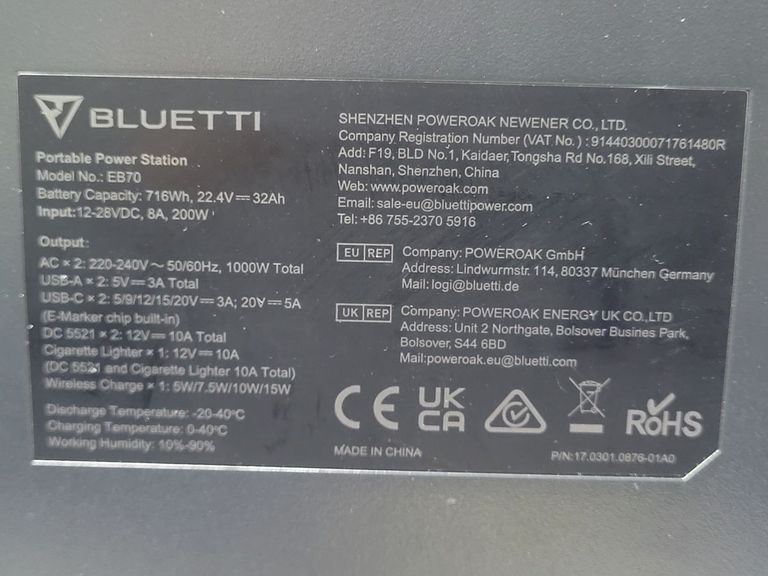 BLUETTI
Portable Power Station
Model No.: EB70
Battery Capacity: 716Wh, 22.4V⎓32Ah
Input:12-28VDC, 8A, 200W
Output:
AC × 2: 220-240V～50/60Hz, 1000W Total
USB-A × 2: 5V⎓3A Total
USB-C × 2: 5/9/12/15/20V⎓3A; 20V⎓5A
(E-Marker chip built-in)
DC 5521 × 2: 12V⎓10A Total
Cigarette Lighter × 1: 12V⎓10A
(DC 5521 and Cigarette Lighter 10A Total)
Wireless Charge × 1: 5W/7.5W/10W/15W
Discharge Temperature: -20-40°C
Charging Temperature: 0-40°C
Working Humidity: 10%-90%
SHENZHEN POWEROAK NEWENER CO., LTD.
Company Registration Number (VAT No.) : 91440300071761480R
Add: F19, BLD No.1, Kaidaer, Tongsha Rd No.168, Xili Street,
Nanshan, Shenzhen, China
Web: www.poweroak.com
Email: sale-eu@bluettipower.com
Tel: +86 755-2370 5916
EU REP
Company: POWEROAK GmbH
Address: Lindwurmstr. 114, 80337 München Germany
Mail: logi@bluetti.de
UK REP
Company: POWEROAK ENERGY UK CO.,LTD
Address: Unit 2 Northgate, Bolsover Busines Park,
Bolsover, S44 6BD
Mail:poweroak.eu@bluetti.com
CE
UK
CA
RoHS
MADE IN CHINA
P/N:17.0301.0876-01A0